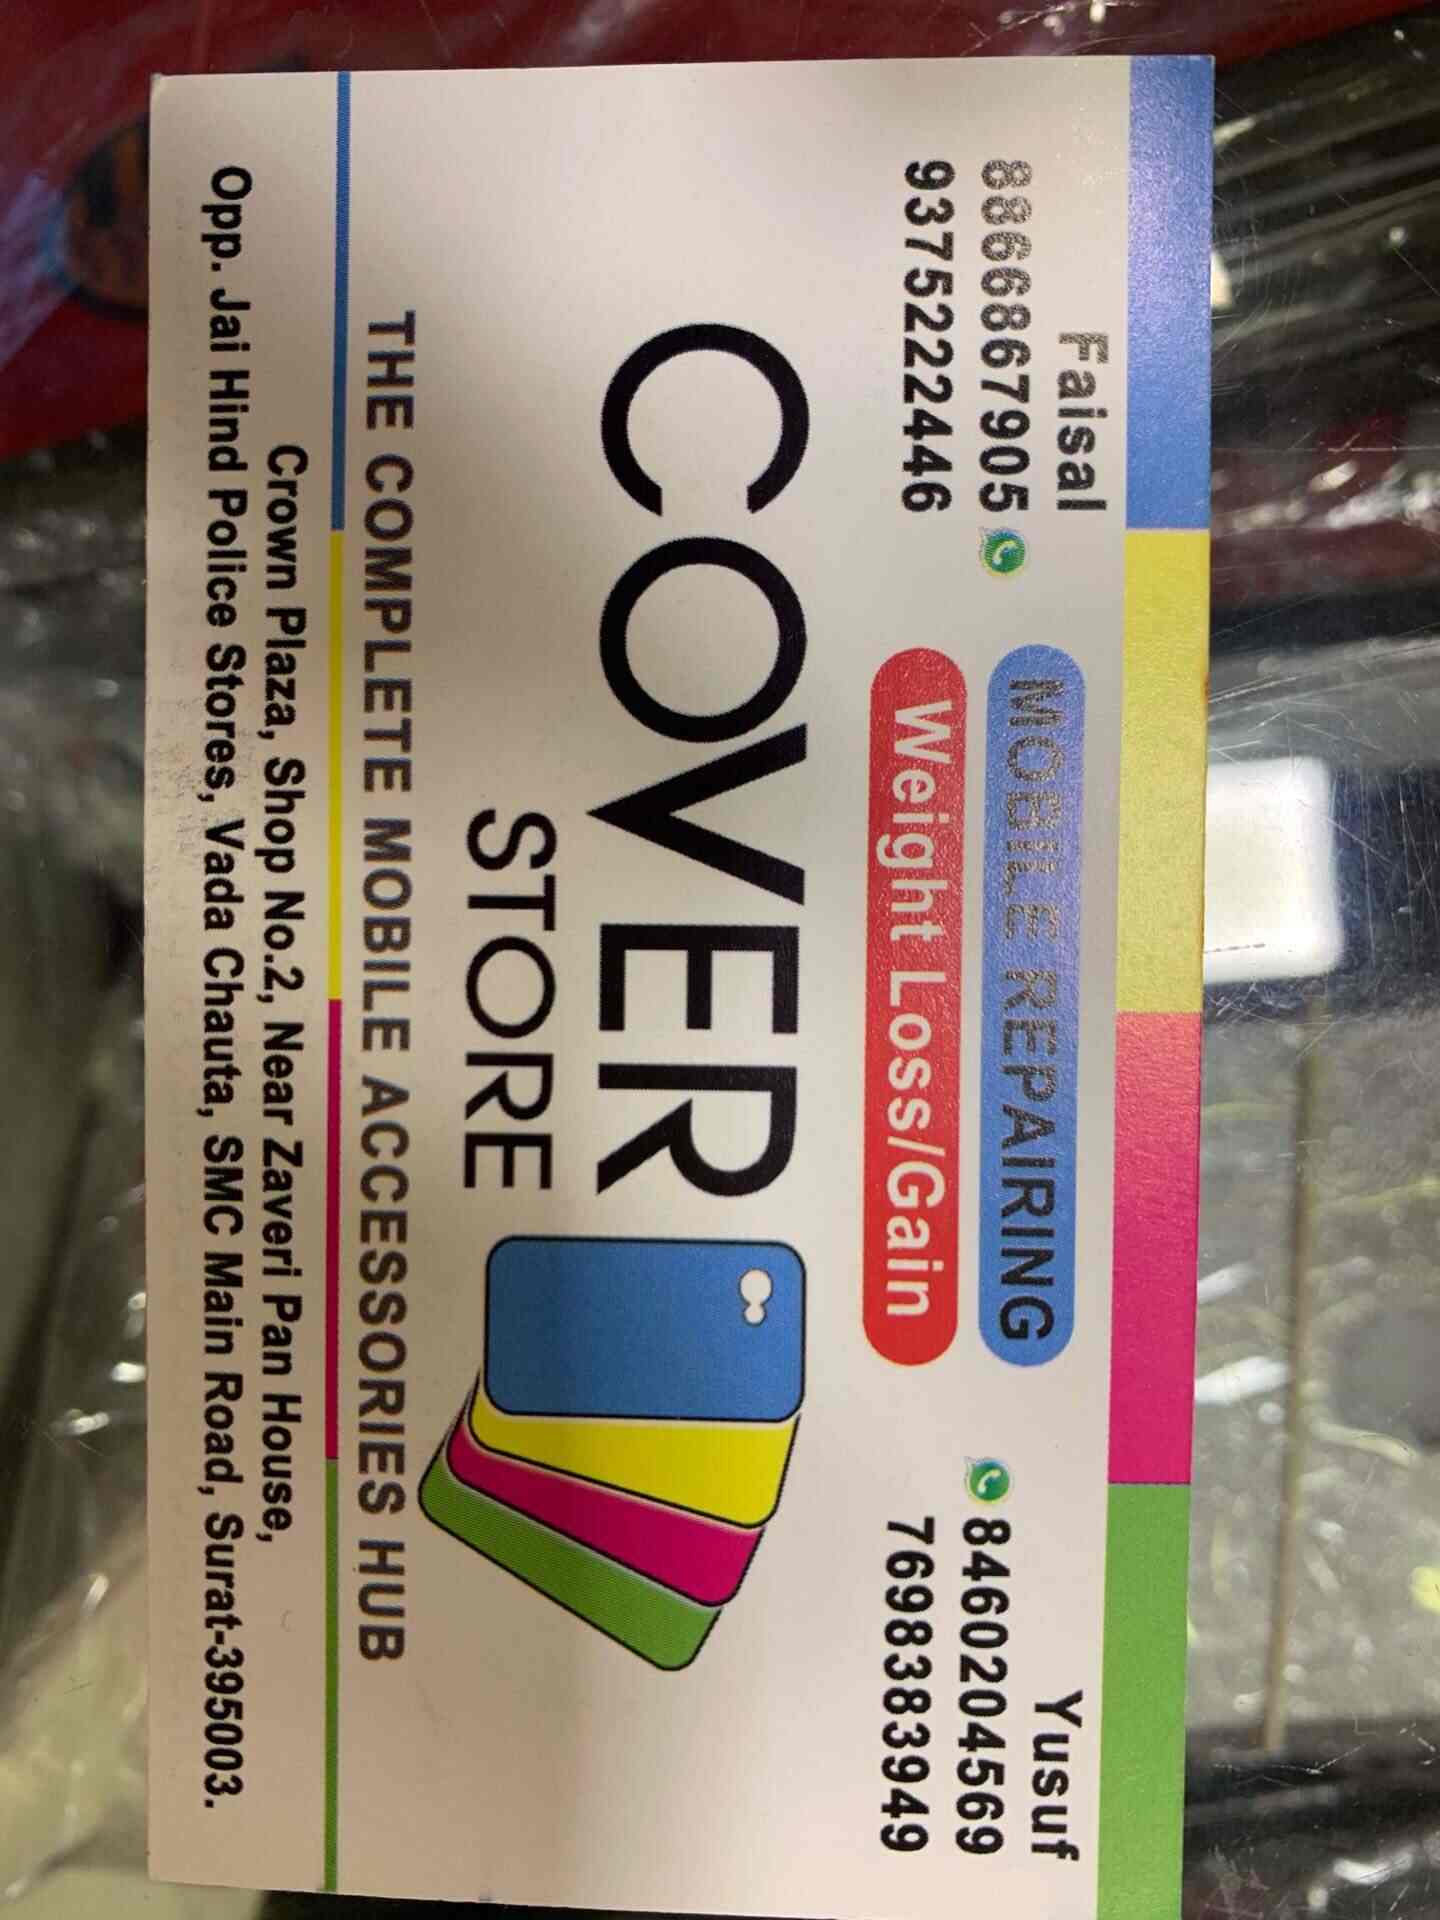 Faisal
8866867905
9375222446
MOBILE REPAIRING
Weight Loss/Gain
Yusuf
8460204569
7698383949
COVER
STORE
THE COMPLETE MOBILE ACCESSORIES HUB
Crown Plaza, Shop No.2, Near Zaveri Pan House,
Opp. Jai Hind Police Stores, Vada Chauta, SMC Main Road, Surat-395003.